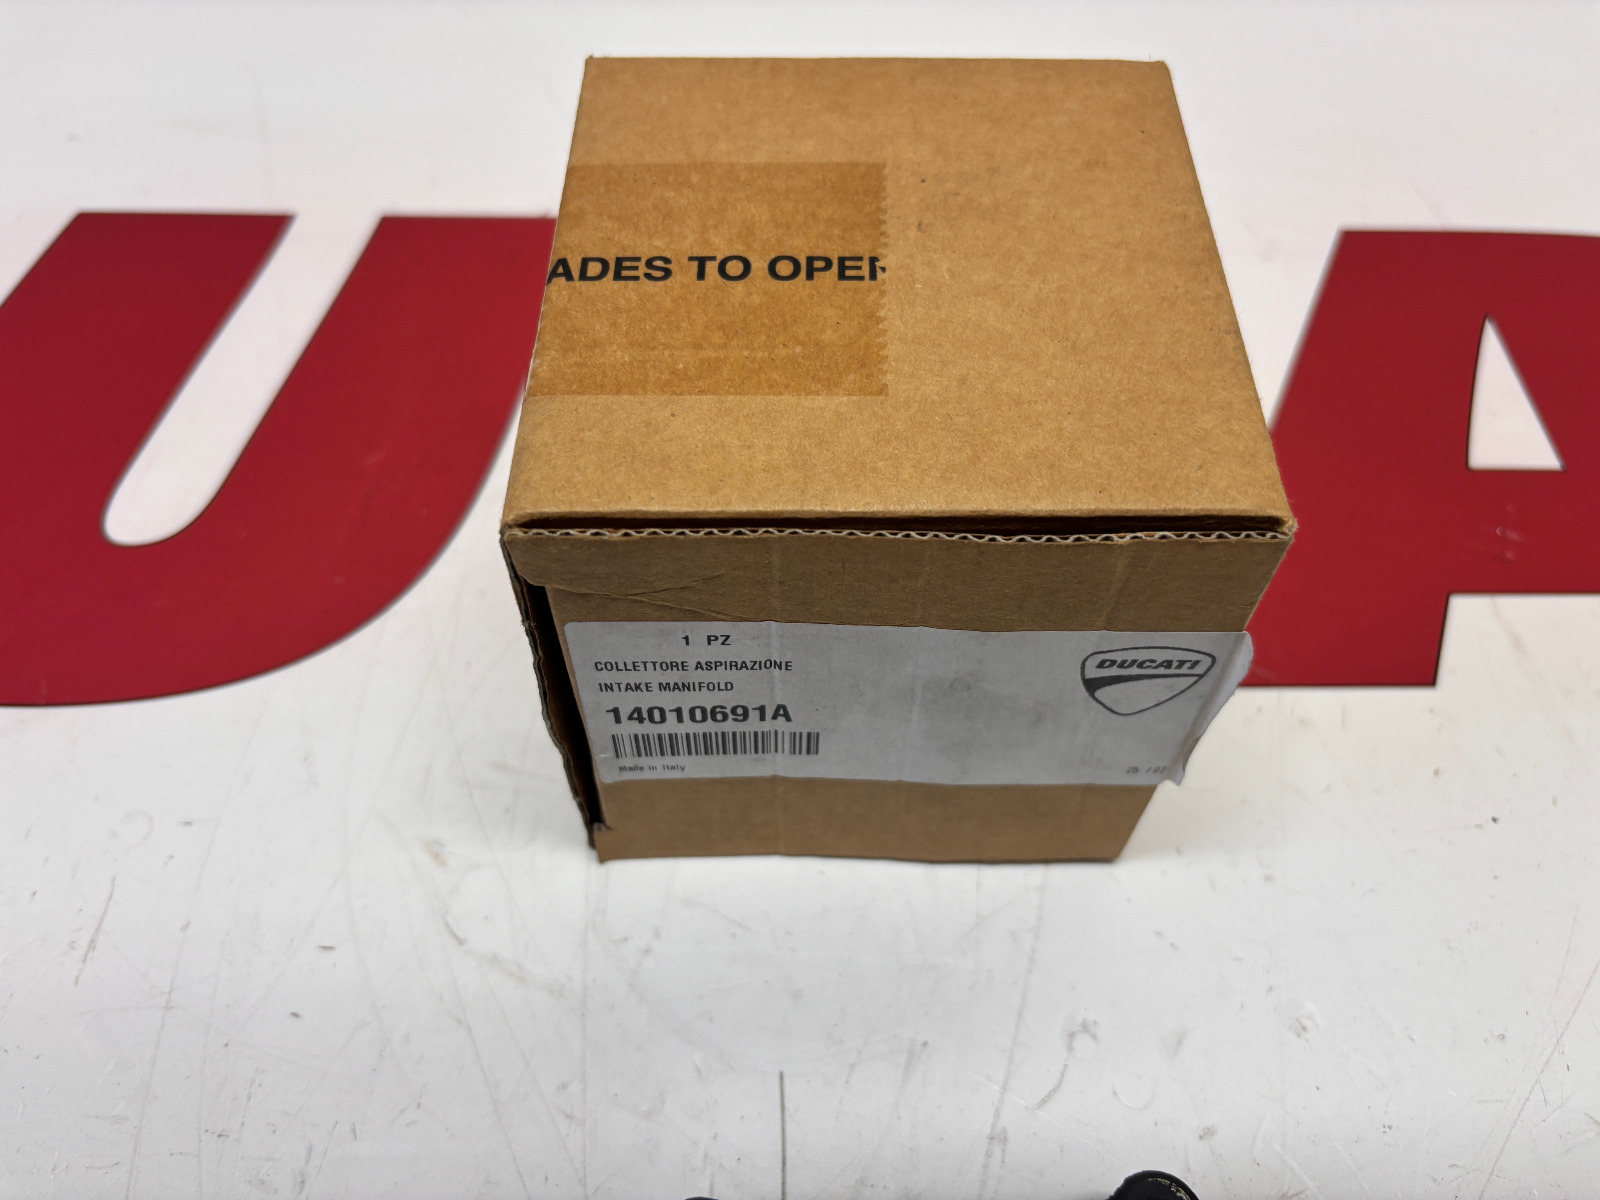 U A
ADES TO OPEN
1 PZ
COLLETTORE ASPIRAZIONE
INTAKE MANIFOLD
14010691A
DUCATI
Made in Italy